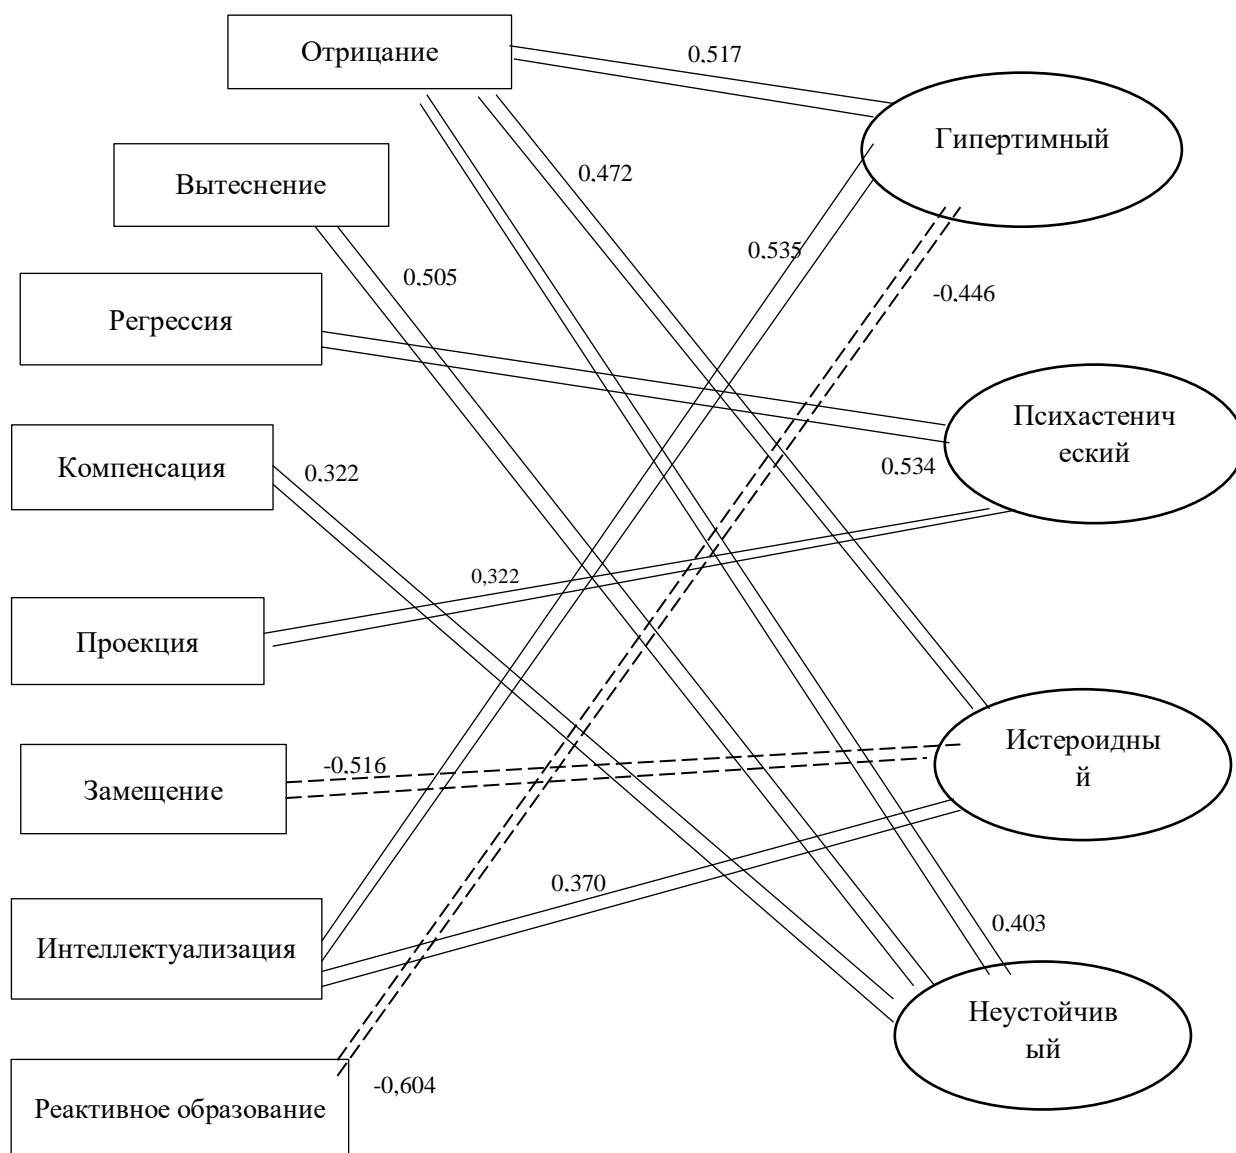 Отрицание
0,517
Гипертимный
Вытеснение
0,472
0,535
0,505
-0,446
Регрессия
Психастенич
еский
Компенсация
0,322
0,534
0,322
Проекция
Истероидны
й
-0,516
Замещение
0,370
0,403
Интеллектуализация
Неустойчив
ый
-0,604
Реактивное образование